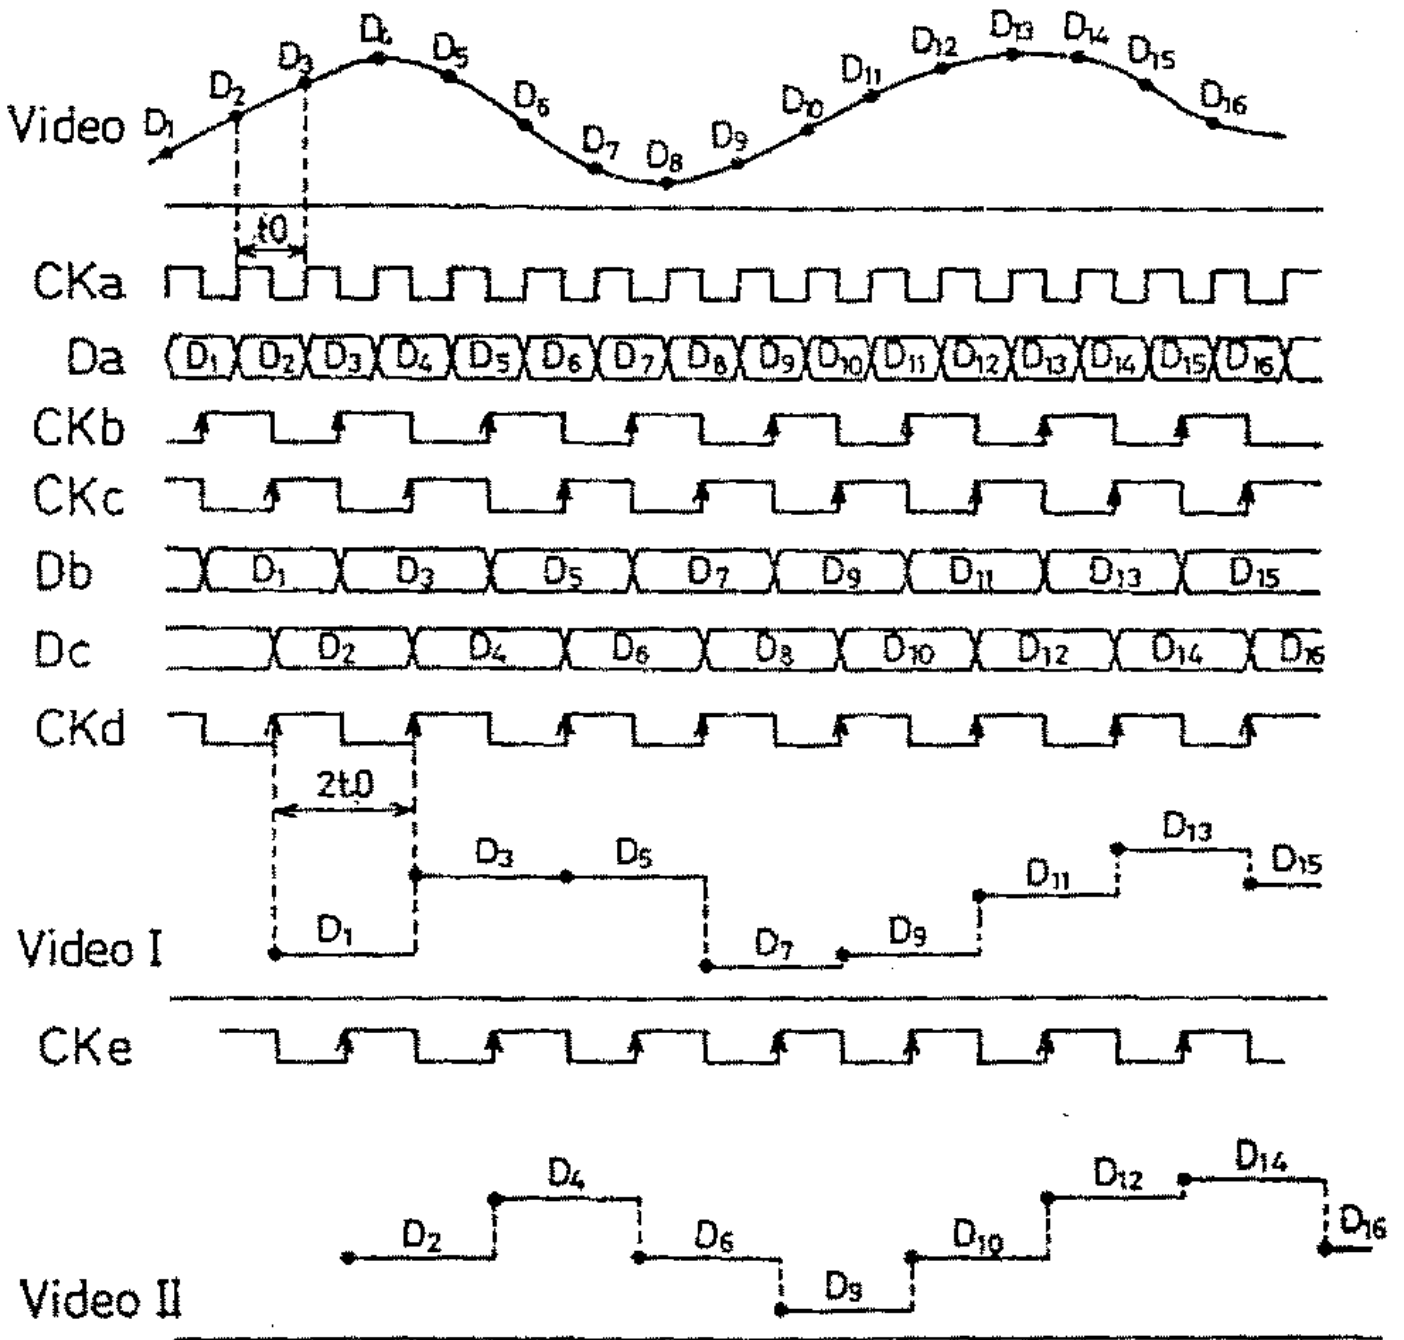 Video D₁ D₂ D₃ D₄ D₅ D₆ D₇ D₈ D₉ D₁₀ D₁₁ D₁₂ D₁₃ D₁₄ D₁₅ D₁₆
t0
CKa
Da D₁ D₂ D₃ D₄ D₅ D₆ D₇ D₈ D₉ D₁₀ D₁₁ D₁₂ D₁₃ D₁₄ D₁₅ D₁₆
CKb
CKc
Db D₁ D₃ D₅ D₇ D₉ D₁₁ D₁₃ D₁₅
Dc D₂ D₄ D₆ D₈ D₁₀ D₁₂ D₁₄ D₁₆
CKd
2t0
Video I D₁ D₃ D₅ D₇ D₉ D₁₁ D₁₃ D₁₅
CKe
Video II D₂ D₄ D₆ D₉ D₁₀ D₁₂ D₁₄ D₁₆